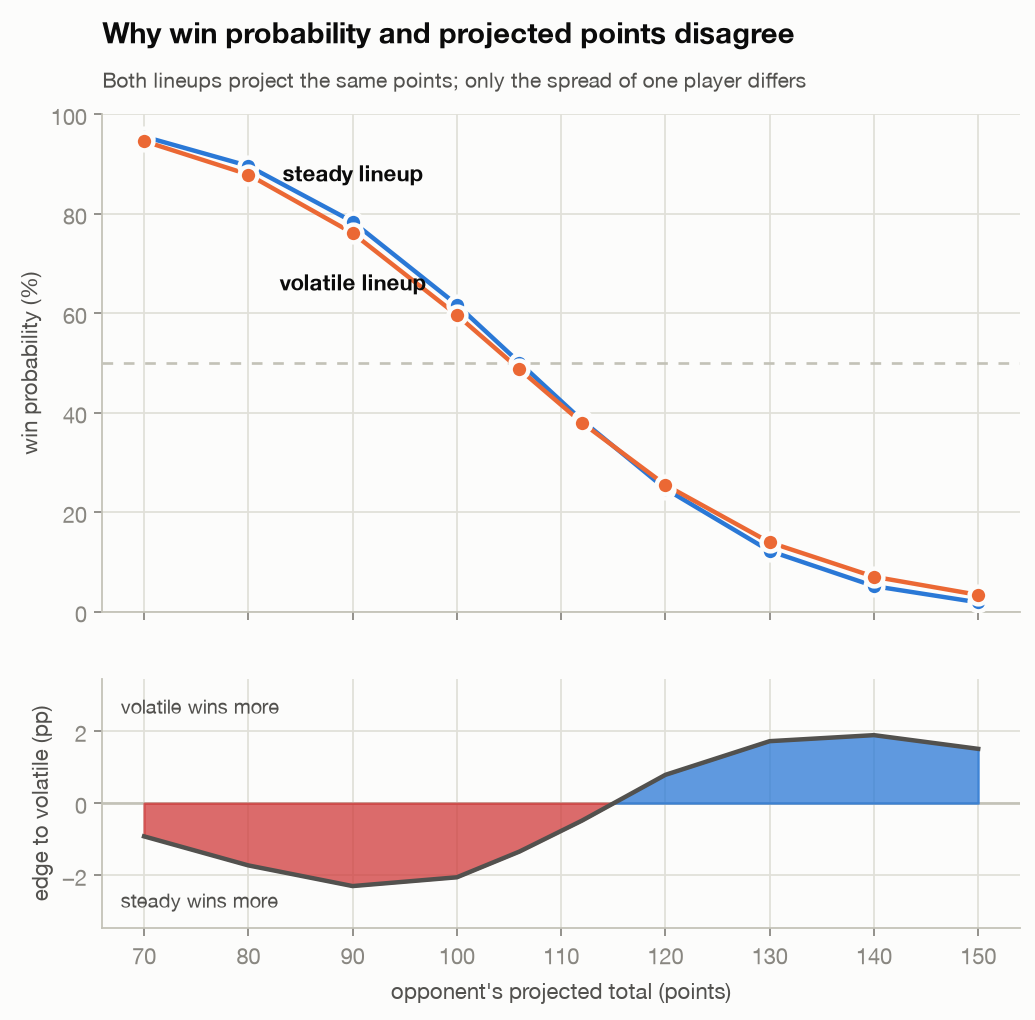 Why win probability and projected points disagree
Both lineups project the same points; only the spread of one player differs
100
80
60
40
20
0
win probability (%)
steady lineup
volatile lineup
2
0
−2
edge to volatile (pp)
volatile wins more
steady wins more
70 80 90 100 110 120 130 140 150
opponent's projected total (points)